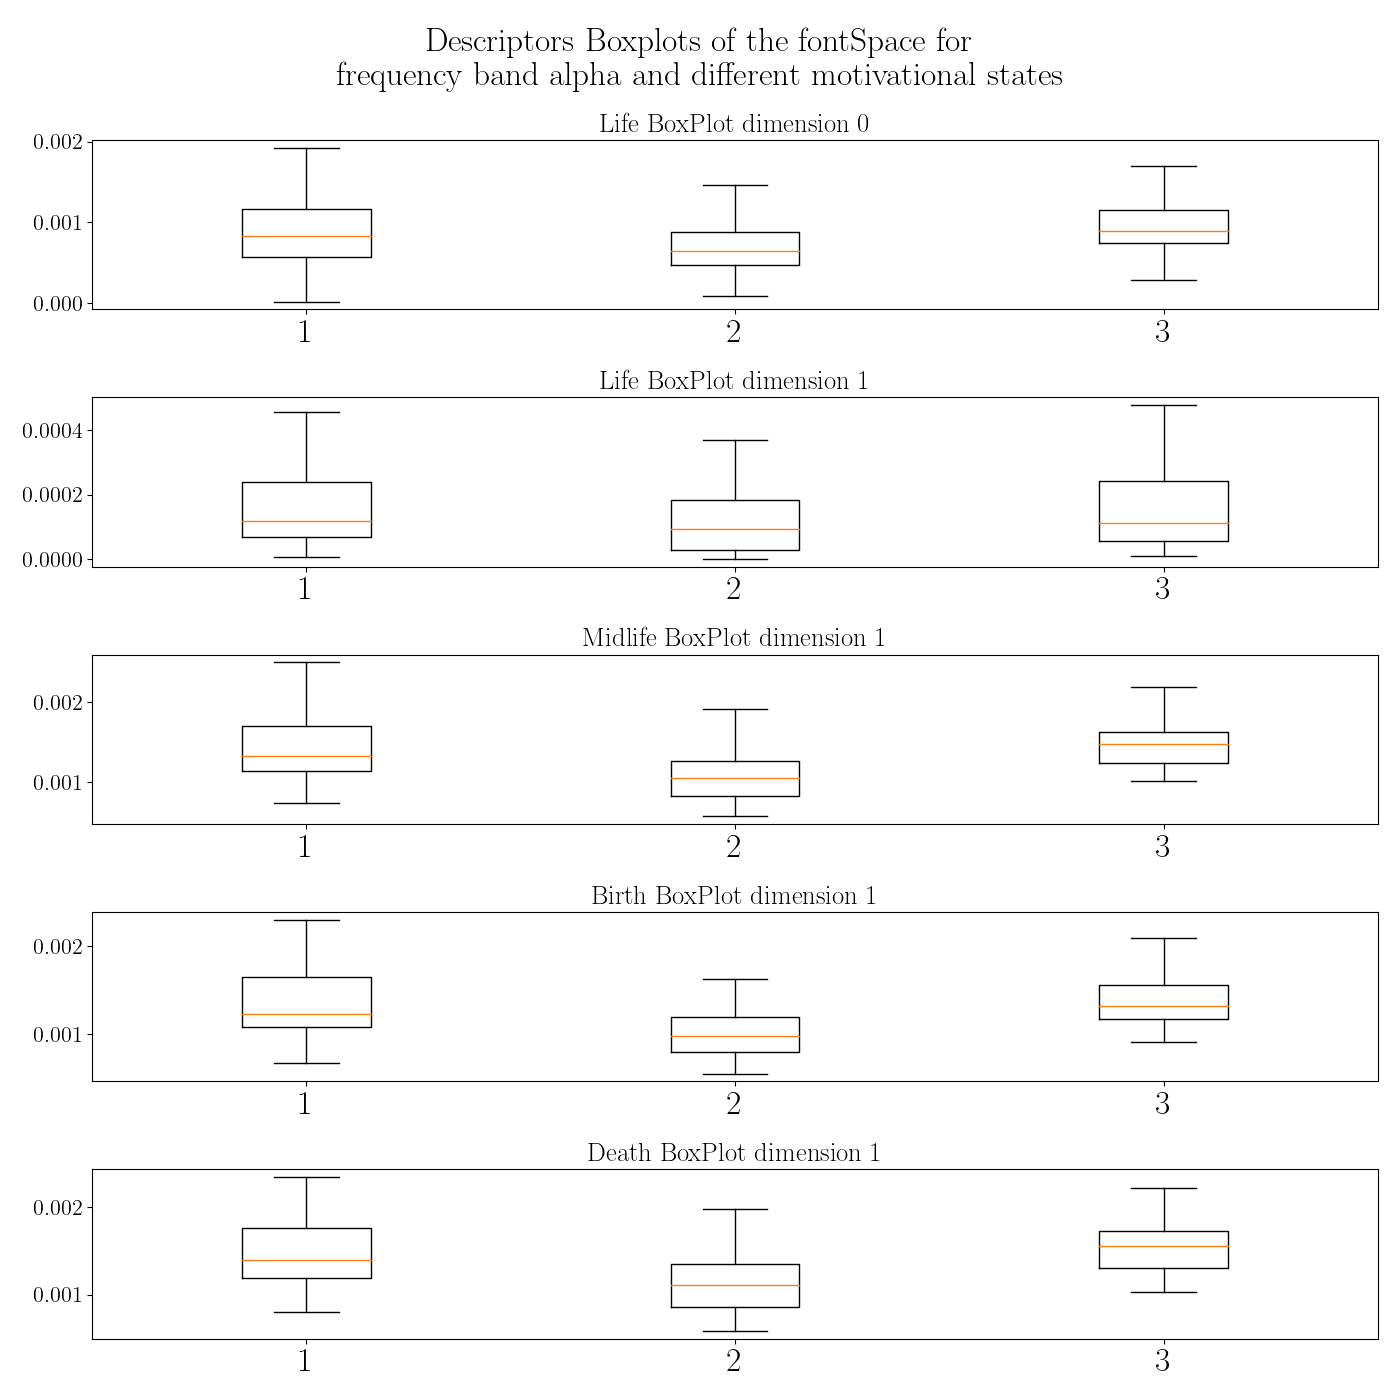 Descriptors Boxplots of the fontSpace for
frequency band alpha and different motivational states
Life BoxPlot dimension 0
0.002
0.001
0.000
1 2 3
Life BoxPlot dimension 1
0.0004
0.0002
0.0000
1 2 3
Midlife BoxPlot dimension 1
0.002
0.001
1 2 3
Birth BoxPlot dimension 1
0.002
0.001
1 2 3
Death BoxPlot dimension 1
0.002
0.001
1 2 3